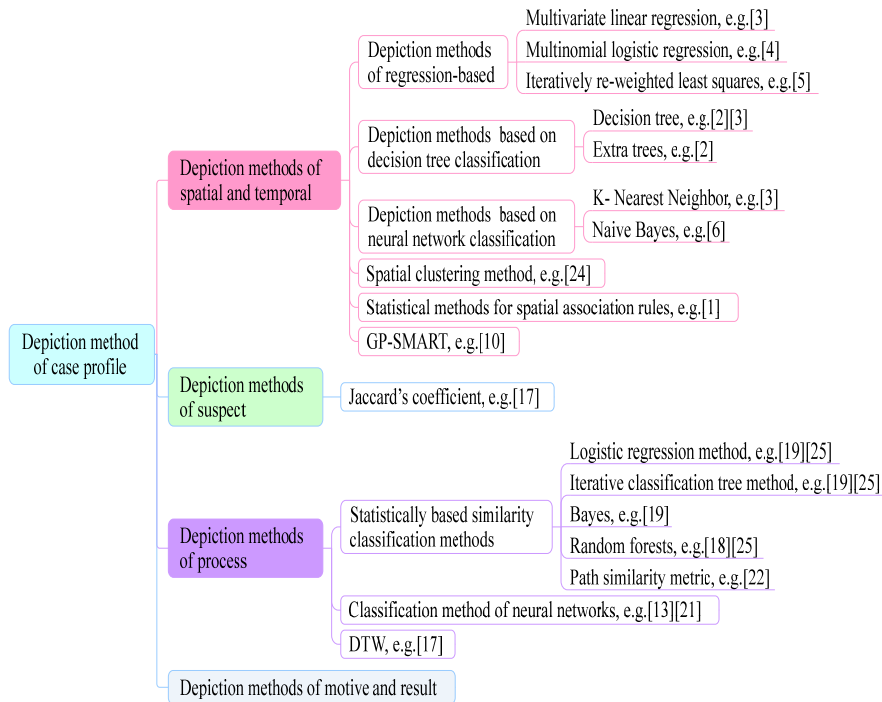 Depiction method
of case profile
Depiction methods of
spatial and temporal
Depiction methods
of regression-based
Multivariate linear regression, e.g.[3]
Multinomial logistic regression, e.g.[4]
Iteratively re-weighted least squares, e.g.[5]
Depiction methods based on
decision tree classification
Decision tree, e.g.[2][3]
Extra trees, e.g.[2]
Depiction methods based on
neural network classification
K- Nearest Neighbor, e.g.[3]
Naive Bayes, e.g.[6]
Spatial clustering method, e.g.[24]
Statistical methods for spatial association rules, e.g.[1]
GP-SMART, e.g.[10]
Depiction methods
of suspect
Jaccard's coefficient, e.g.[17]
Depiction methods
of process
Statistically based similarity
classification methods
Logistic regression method, e.g.[19][25]
Iterative classification tree method, e.g.[19][25]
Bayes, e.g.[19]
Random forests, e.g.[18][25]
Path similarity metric, e.g.[22]
Classification method of neural networks, e.g.[13][21]
DTW, e.g.[17]
Depiction methods of motive and result